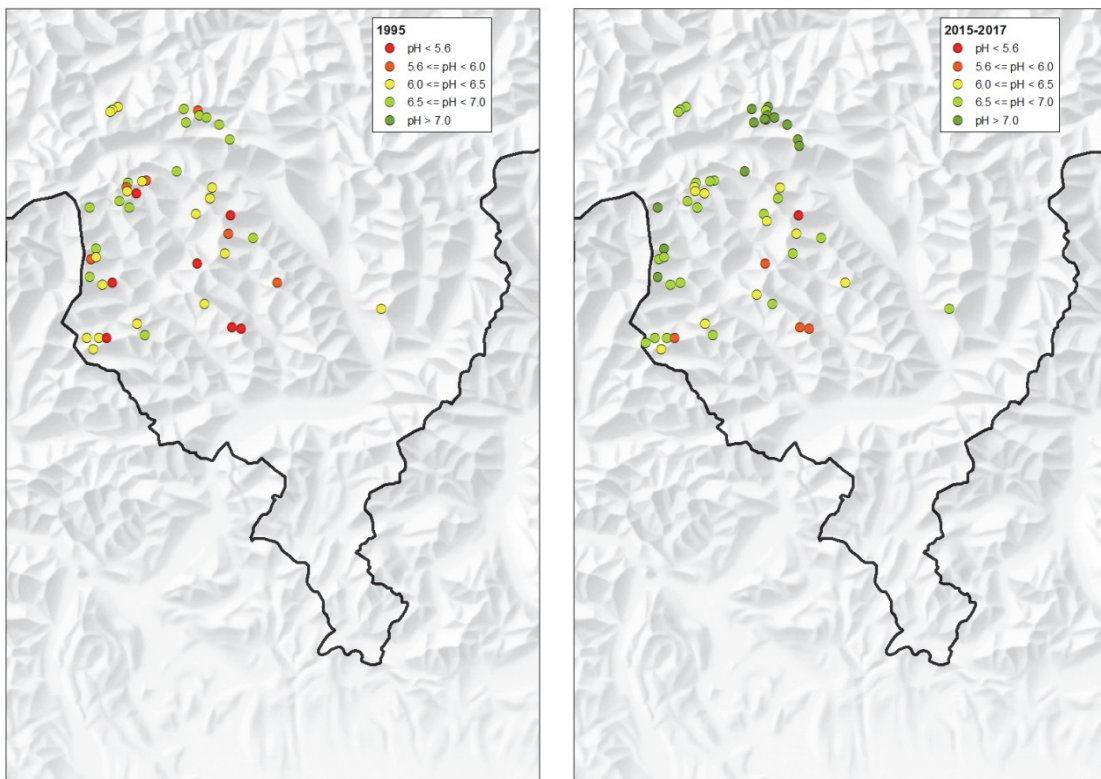 1995
pH < 5.6
5.6 <= pH < 6.0
6.0 <= pH < 6.5
6.5 <= pH < 7.0
pH > 7.0
2015-2017
pH < 5.6
5.6 <= pH < 6.0
6.0 <= pH < 6.5
6.5 <= pH < 7.0
pH > 7.0